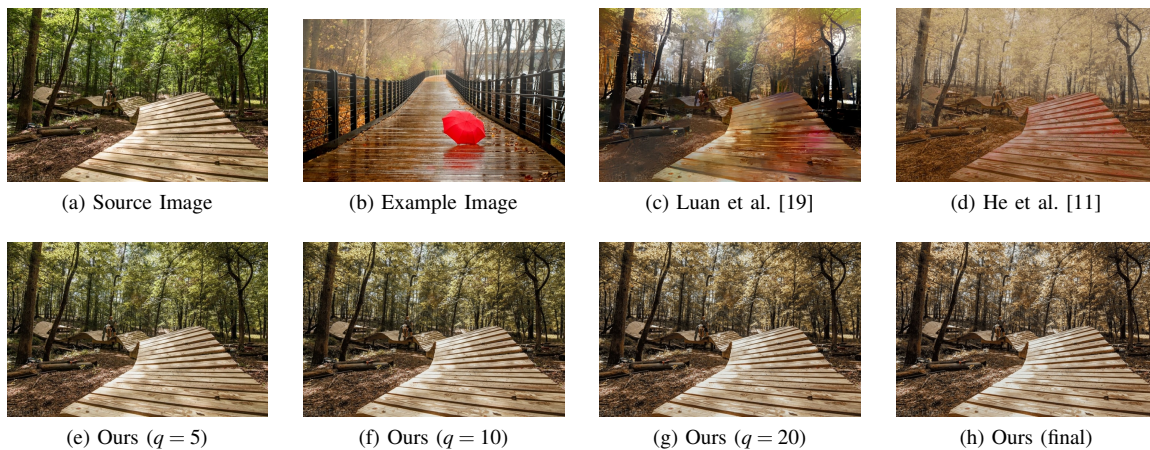 (a) Source Image
(b) Example Image
(c) Luan et al. [19]
(d) He et al. [11]
(e) Ours (q = 5)
(f) Ours (q = 10)
(g) Ours (q = 20)
(h) Ours (final)